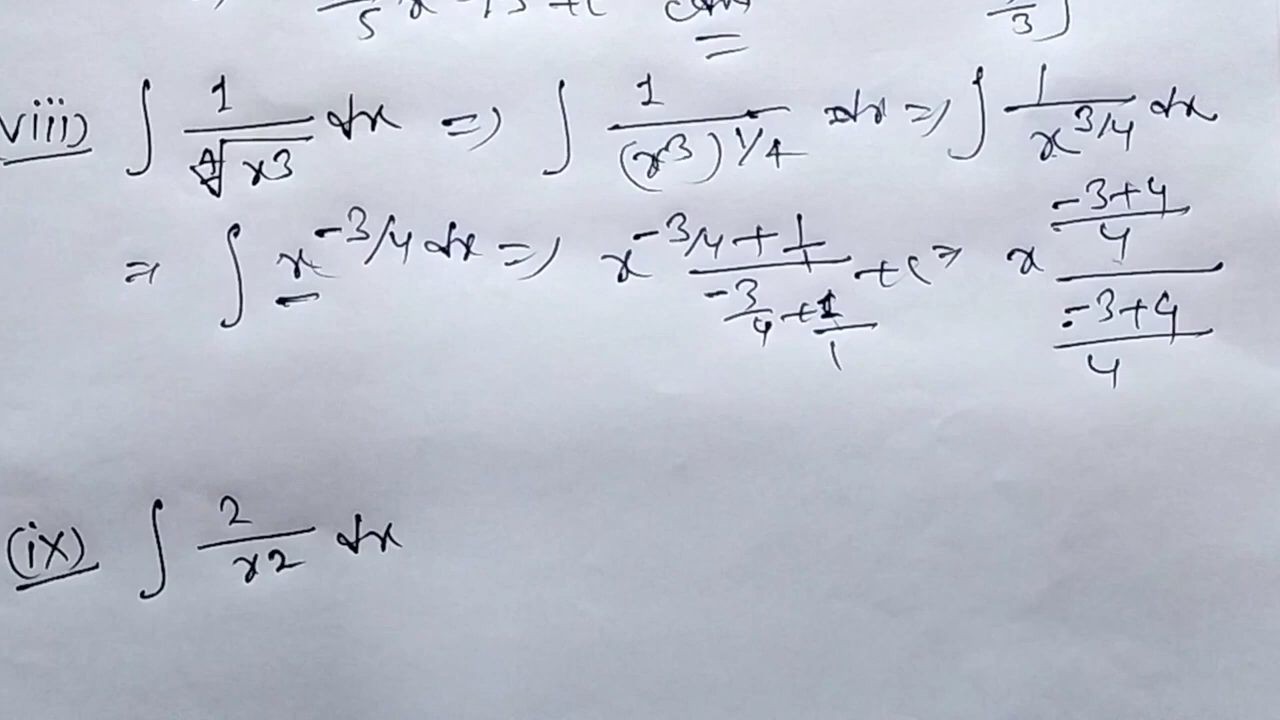 viii) ∫ 1/∜x3 dx => ∫ 1/(x3)1/4 dx => ∫ 1/x3/4 dx
=> ∫ x-3/4 dx => x-3/4+1/1 / -3/4+1/1 +c => x -3+4/4 / -3+4/4
(ix) ∫ 2/x2 dx